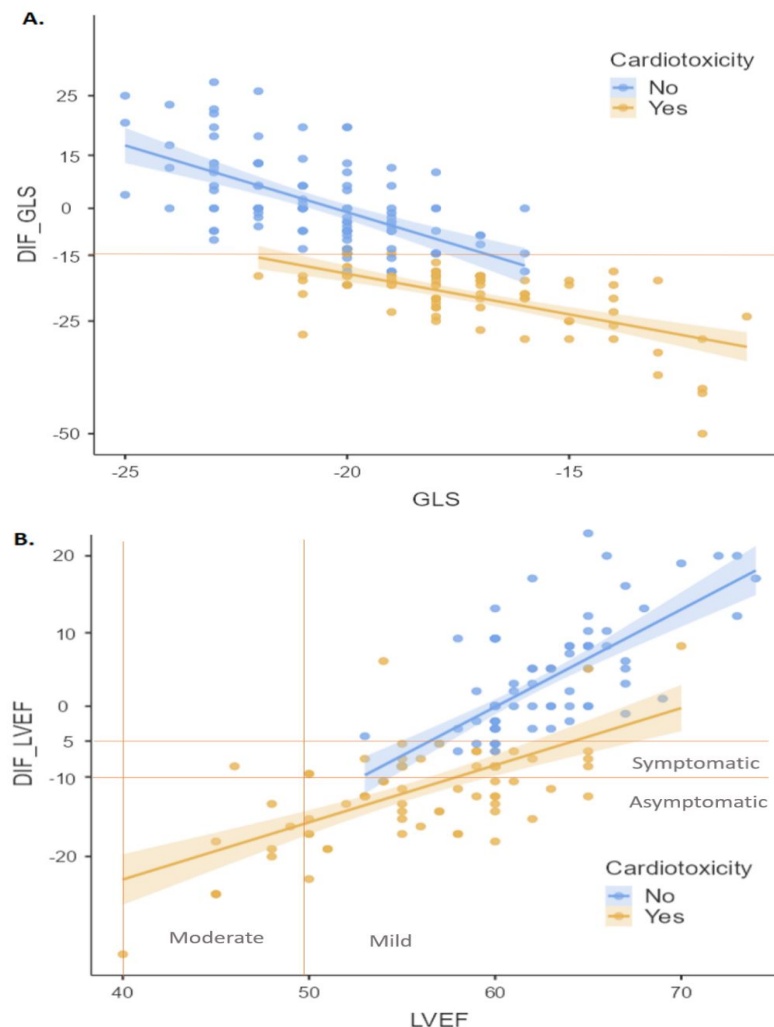 A.
Cardiotoxicity
No
Yes
25
15
0
-15
-25
-50
DIF_GLS
-25
-20
-15
GLS
B.
20
10
0
5
-10
-20
DIF_LVEF
Symptomatic
Asymptomatic
Cardiotoxicity
No
Yes
Moderate
Mild
40
50
60
70
LVEF